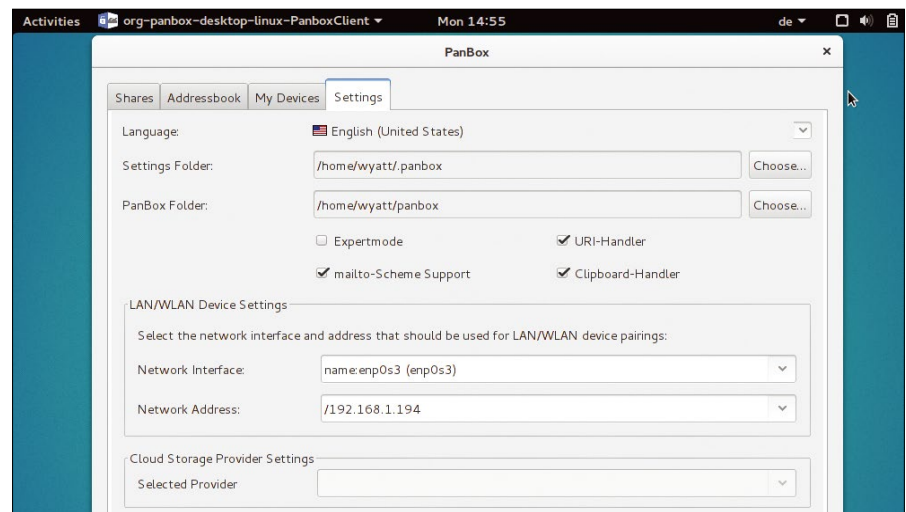 Activities org-panbox-desktop-linux-PanboxClient Mon 14:55 de
PanBox
Shares Addressbook My Devices Settings
Language: English (United States)
Settings Folder: /home/wyatt/.panbox Choose...
PanBox Folder: /home/wyatt/panbox Choose...
Expertmode URI-Handler
mailto-Scheme Support Clipboard-Handler
LAN/WLAN Device Settings
Select the network interface and address that should be used for LAN/WLAN device pairings:
Network Interface: name:enp0s3 (enp0s3)
Network Address: /192.168.1.194
Cloud Storage Provider Settings
Selected Provider